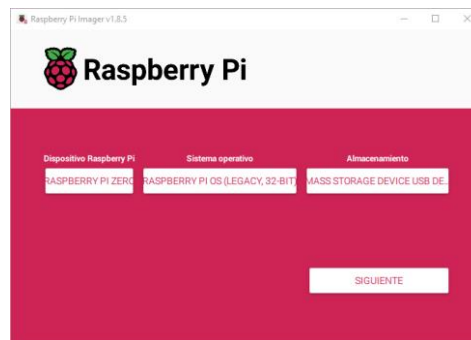 Raspberry Pi Imager v1.8.5
Raspberry Pi
Dispositivo Raspberry Pi
Sistema operativo
Almacenamiento
RASPBERRY PI ZERO
RASPBERRY PI OS (LEGACY, 32-BIT)
MASS STORAGE DEVICE USB DE..
SIGUIENTE